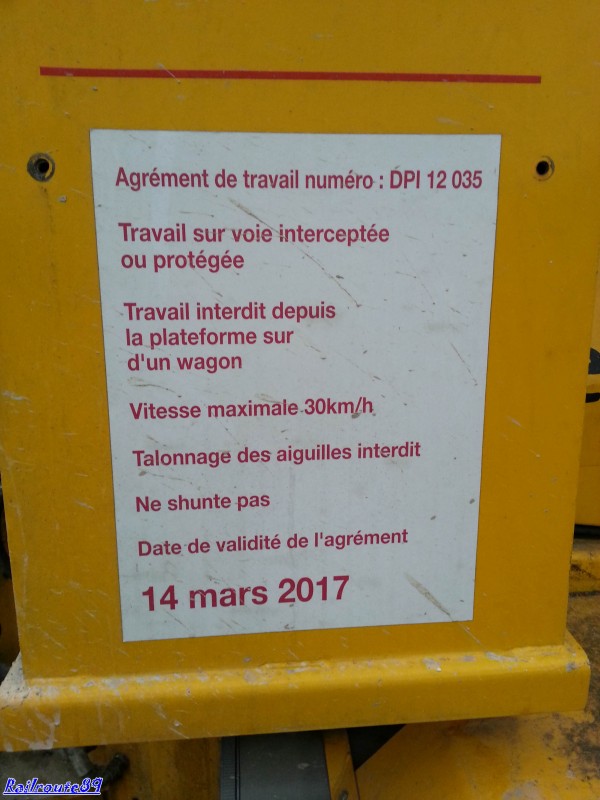 Agrément de travail numéro : DPI 12 035
Travail sur voie interceptée
ou protégée
Travail interdit depuis
la plateforme sur
d'un wagon
Vitesse maximale 30km/h
Talonnage des aiguilles interdit
Ne shunte pas
Date de validité de l'agrément
14 mars 2017
Railroute89